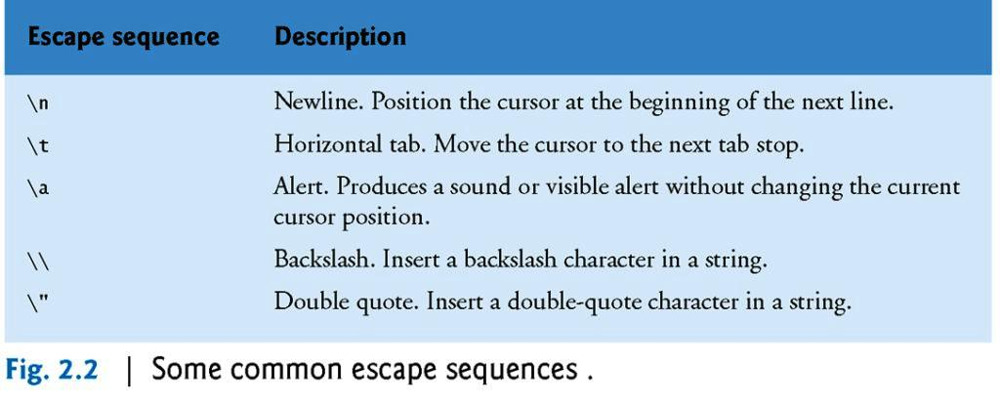 Escape sequence Description
\n Newline. Position the cursor at the beginning of the next line.
\t Horizontal tab. Move the cursor to the next tab stop.
\a Alert. Produces a sound or visible alert without changing the current
cursor position.
\\ Backslash. Insert a backslash character in a string.
\" Double quote. Insert a double-quote character in a string.
Fig. 2.2 | Some common escape sequences .